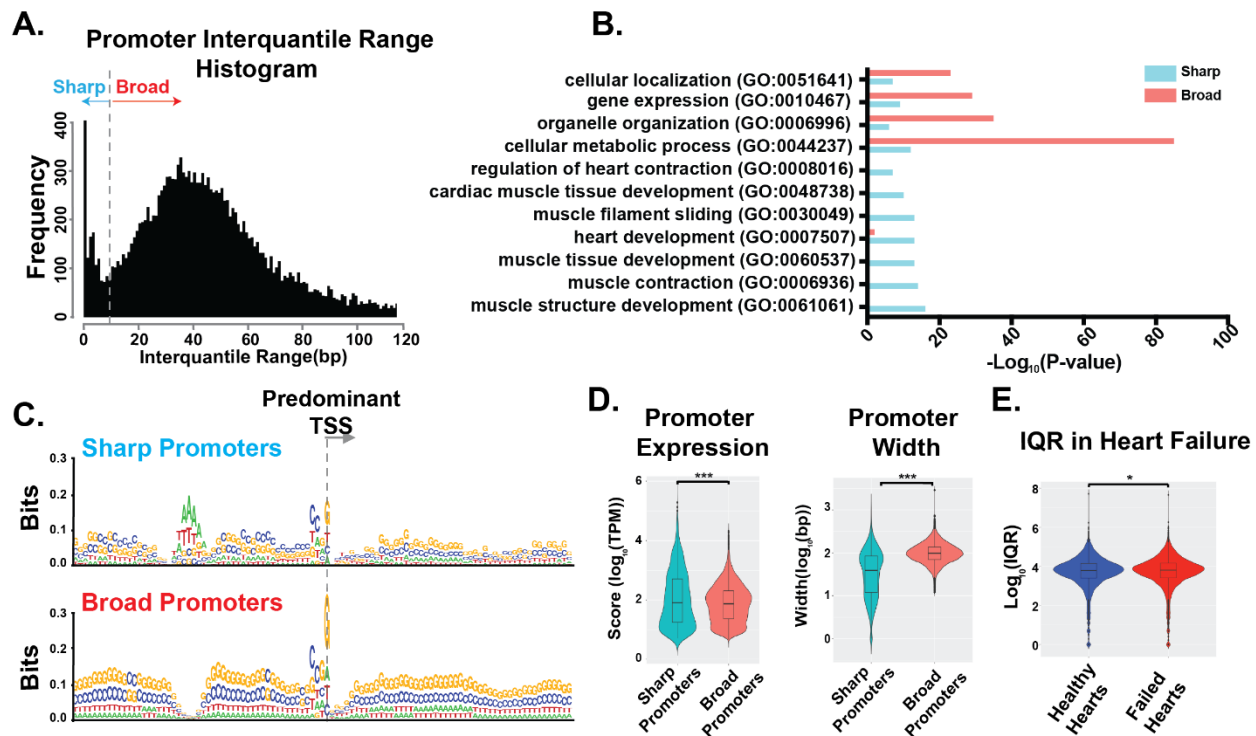 A.
Promoter Interquantile Range
Histogram
Sharp
Broad
Frequency
400
300
200
100
0
0 20 40 60 80 100 120
Interquantile Range(bp)
B.
Sharp
Broad
cellular localization (GO:0051641)
gene expression (GO:0010467)
organelle organization (GO:0006996)
cellular metabolic process (GO:0044237)
regulation of heart contraction (GO:0008016)
cardiac muscle tissue development (GO:0048738)
muscle filament sliding (GO:0030049)
heart development (GO:0007507)
muscle tissue development (GO:0060537)
muscle contraction (GO:0006936)
muscle structure development (GO:0061061)
0 20 40 60 80 100
-Log₁₀(P-value)
C.
Predominant
TSS
Sharp Promoters
Bits
0.3
0.2
0.1
0.0
Broad Promoters
Bits
0.3
0.2
0.1
0.0
D.
Promoter
Expression
***
Score (log₁₀(TPM))
6
4
2
0
Sharp
Promoters
Broad
Promoters
Promoter
Width
***
Width(log₁₀(bp))
3
2
1
0
Sharp
Promoters
Broad
Promoters
E.
IQR in Heart Failure
*
Log₁₀(IQR)
8
6
4
2
0
Healthy
Hearts
Failed
Hearts